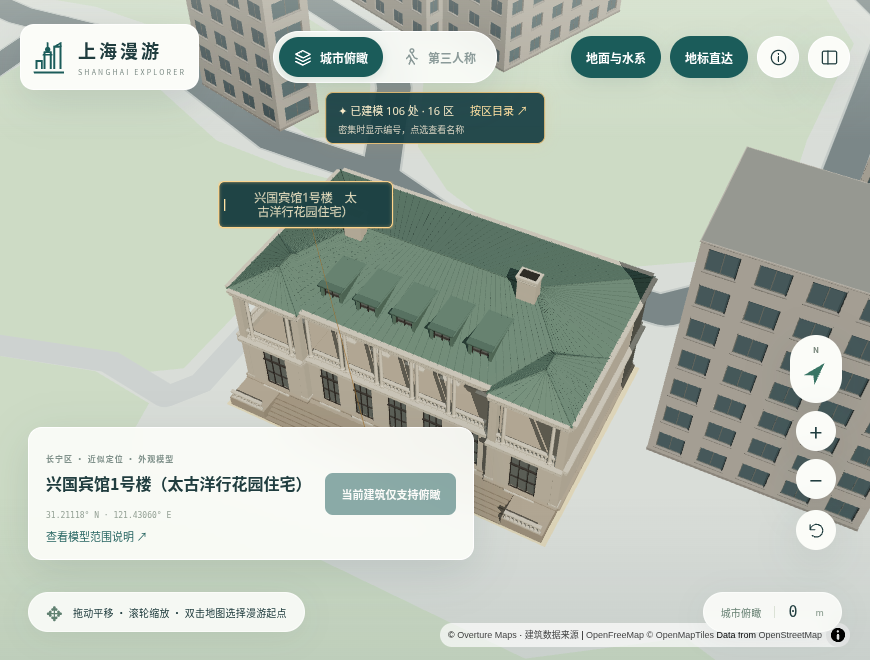 上海漫游
SHANGHAI EXPLORER
城市俯瞰
第三人称
地面与水系
地标直达
✦ 已建模 106 处 · 16 区 按区目录 ↗
密集时显示编号，点选查看名称
兴国宾馆1号楼 太
古洋行花园住宅）
N
长宁区 · 近似定位 · 外观模型
兴国宾馆1号楼（太古洋行花园住宅）
当前建筑仅支持俯瞰
31.21118° N · 121.43060° E
查看模型范围说明 ↗
拖动平移 · 滚轮缩放 · 双击地图选择漫游起点
城市俯瞰 0 m
© Overture Maps · 建筑数据来源 | OpenFreeMap © OpenMapTiles Data from OpenStreetMap